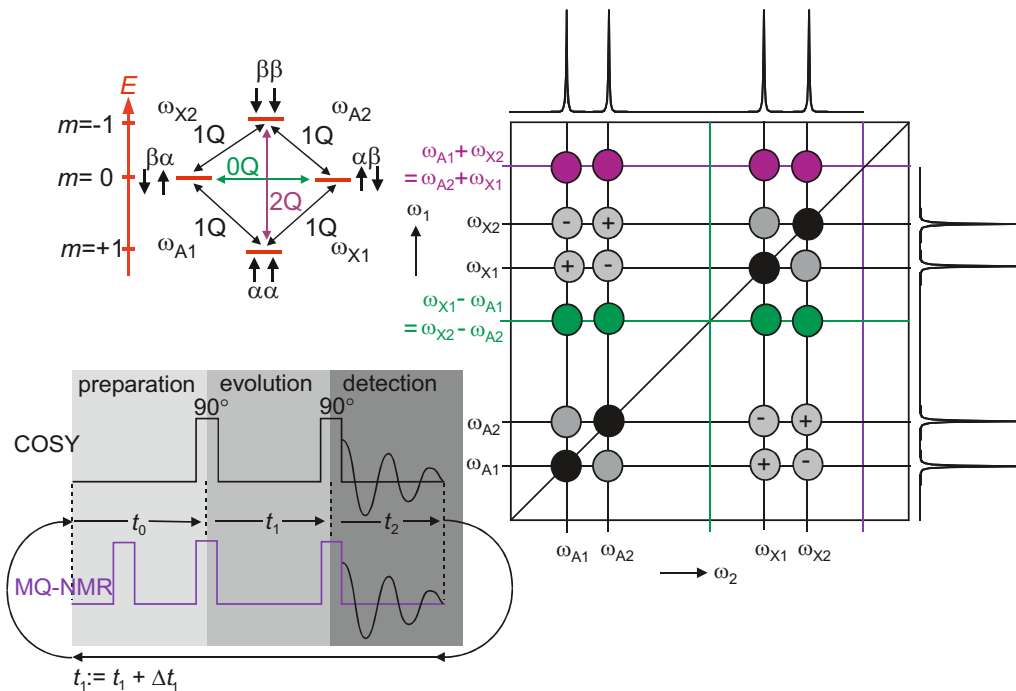 E
m=-1
m= 0
m=+1
ββ
ωX2
ωA2
1Q
1Q
βα
0Q
αβ
2Q
1Q
1Q
ωA1
ωX1
αα
ωA1+ωX2
=ωA2+ωX1
ω1
ωX2
- +
ωX1
+ -
ωX1- ωA1
=ωX2- ωA2
ωA2
- +
ωA1
+ -
ωA1 ωA2 ωX1 ωX2
ω2
preparation evolution detection
90° 90°
COSY
t0 t1 t2
MQ-NMR
t1:= t1 + Δt1